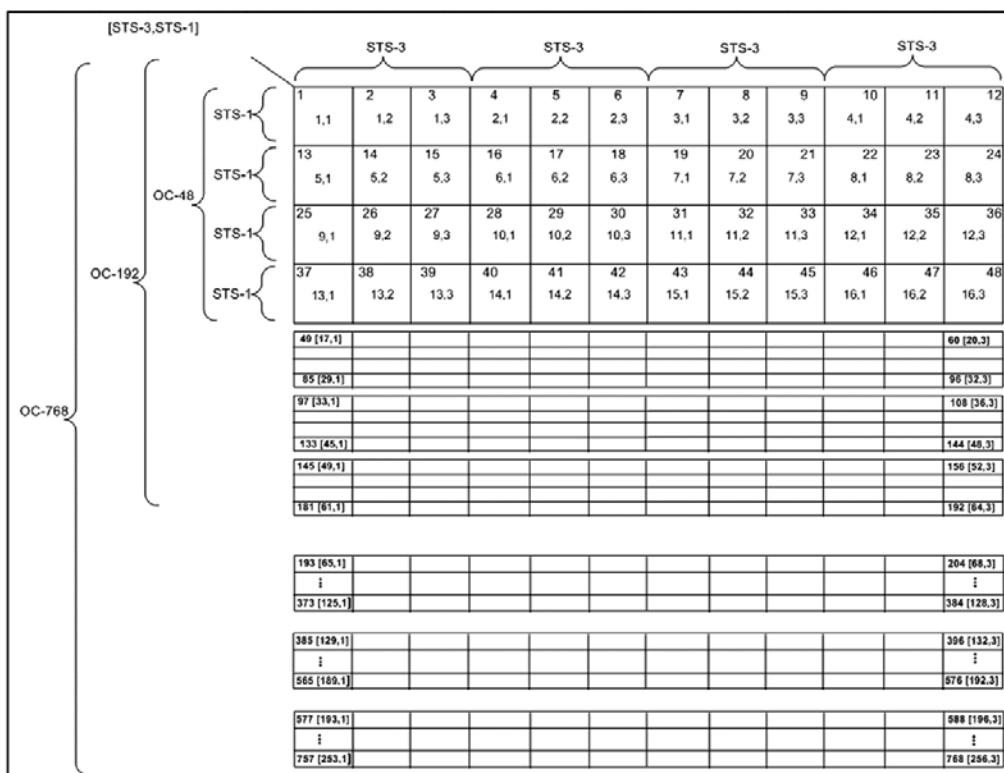 [STS-3,STS-1]
STS-3 STS-3 STS-3 STS-3
1 2 3 4 5 6 7 8 9 10 11 12
STS-1 1,1 1,2 1,3 2,1 2,2 2,3 3,1 3,2 3,3 4,1 4,2 4,3
13 14 15 16 17 18 19 20 21 22 23 24
STS-1 5,1 5,2 5,3 6,1 6,2 6,3 7,1 7,2 7,3 8,1 8,2 8,3
OC-48
25 26 27 28 29 30 31 32 33 34 35 36
STS-1 9,1 9,2 9,3 10,1 10,2 10,3 11,1 11,2 11,3 12,1 12,2 12,3
OC-192
37 38 39 40 41 42 43 44 45 46 47 48
STS-1 13,1 13,2 13,3 14,1 14,2 14,3 15,1 15,2 15,3 16,1 16,2 16,3
49 [17,1] 60 [20,3]
85 [29,1] 96 [32,3]
OC-768
97 [33,1] 108 [36,3]
133 [45,1] 144 [48,3]
145 [49,1] 156 [52,3]
181 [61,1] 192 [64,3]
193 [65,1] 204 [68,3]
⋮ ⋮
373 [125,1] 384 [128,3]
385 [129,1] 396 [132,3]
⋮ ⋮
565 [189,1] 576 [192,3]
577 [193,1] 588 [196,3]
⋮ ⋮
757 [253,1] 768 [256,3]